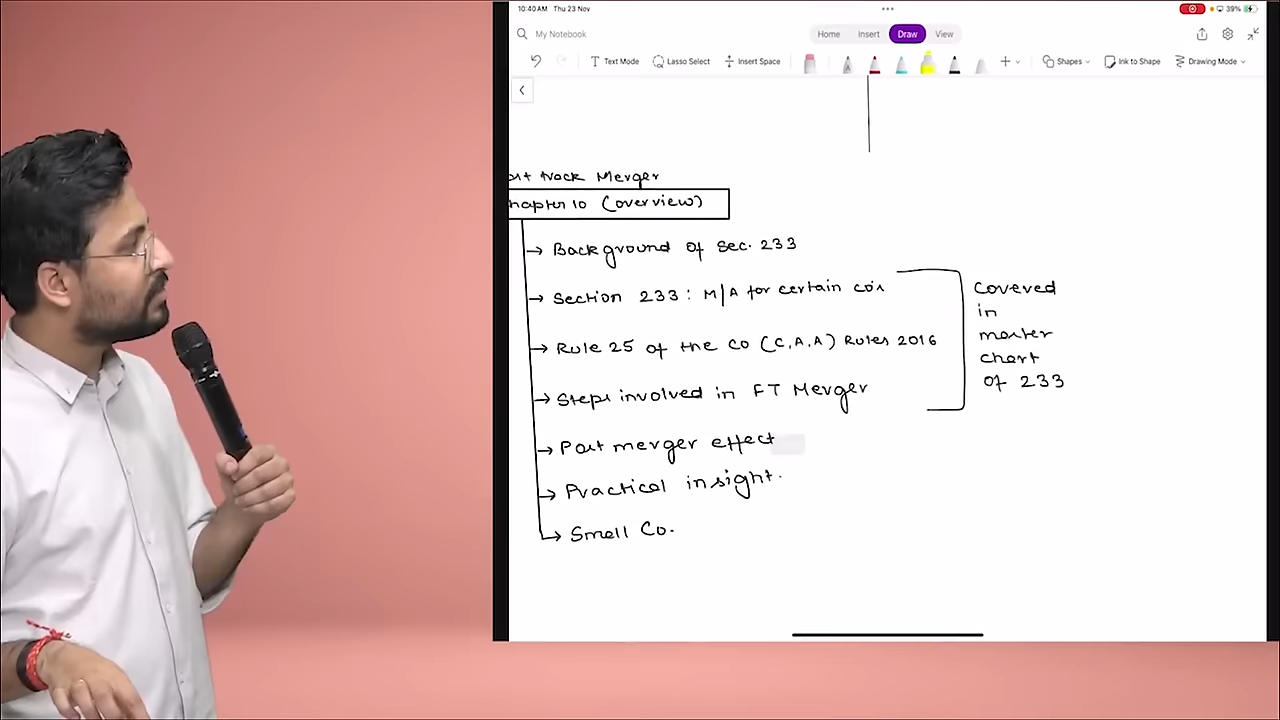 10:40 AM Thu 23 Nov
39%
My Notebook
Home Insert Draw View
Text Mode Lasso Select Insert Space Shapes Ink to Shape Drawing Mode
track Merger
hapter 10 (overview)
Background of sec. 233
Section 233: M/A for certain co's
Rule 25 of the Co (C,A,A) Rules 2016
Steps involved in FT Merger
Post merger effect
Practical insight.
Small Co.
Covered
in
master
chart
of 233